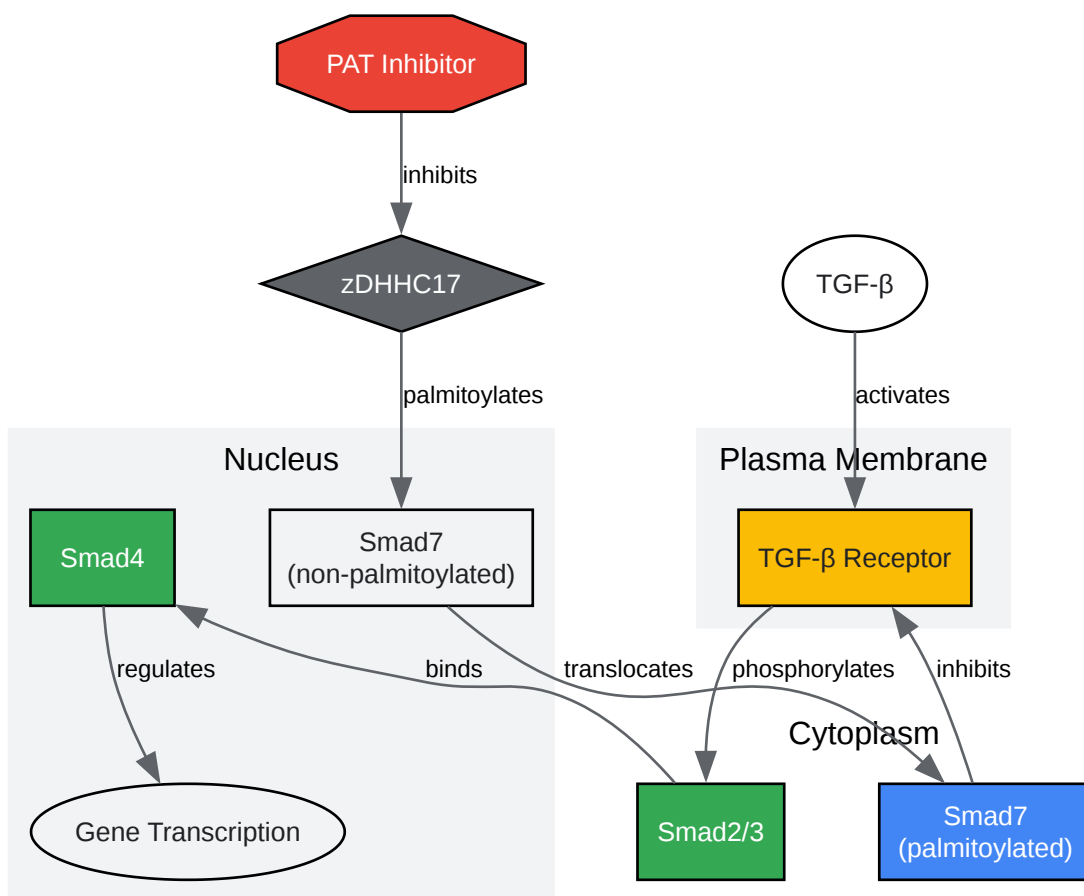 PAT Inhibitor
inhibits
zDHHC17
TGF-β
palmitoylates
activates
Nucleus
Plasma Membrane
Smad4
Smad7
(non-palmitoylated)
TGF-β Receptor
regulates
binds
translocates
phosphorylates
inhibits
Cytoplasm
Gene Transcription
Smad2/3
Smad7
(palmitoylated)